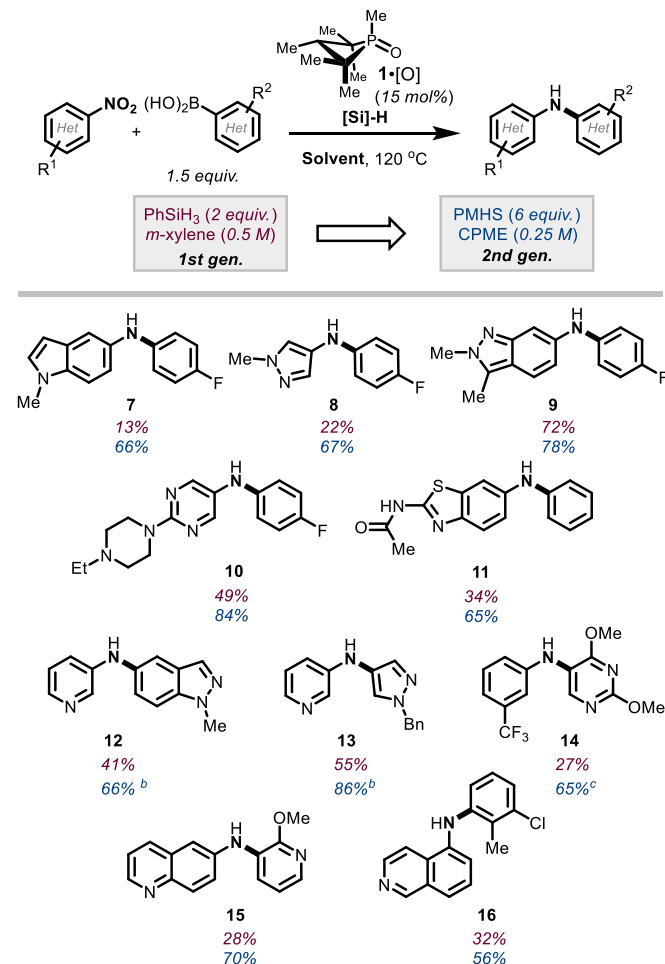 Me
Me
Me
P
O
Me
Me
1•[O]
(15 mol%)
[Si]-H
Solvent, 120 °C
NO2
Het
R1
+
(HO)2B
R2
Het
1.5 equiv.
H
N
Het
R1
R2
Het
PhSiH3 (2 equiv.)
m-xylene (0.5 M)
1st gen.
PMHS (6 equiv.)
CPME (0.25 M)
2nd gen.
H
N
N
Me
F
7
13%
66%
H
N
Me
N
N
F
8
22%
67%
H
N
N
Me
N
Me
F
9
72%
78%
H
N
N
N
N
N
Et
F
10
49%
84%
H
N
S
HN
N
O
Me
11
34%
65%
H
N
N
N
N
Me
12
41%
66% b
H
N
N
N
N
Bn
13
55%
86%b
OMe
H
N
N
N
OMe
CF3
14
27%
65%c
H
N
OMe
N
N
15
28%
70%
HN
Cl
Me
N
16
32%
56%